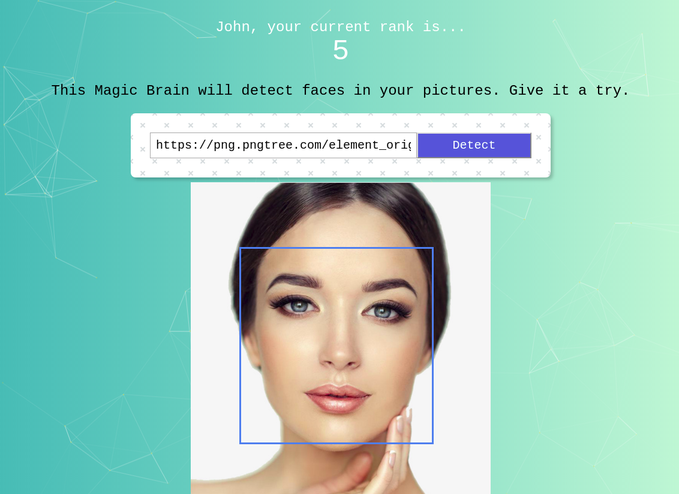 John, your current rank is...
5
This Magic Brain will detect faces in your pictures. Give it a try.
https://png.pngtree.com/element_orig Detect